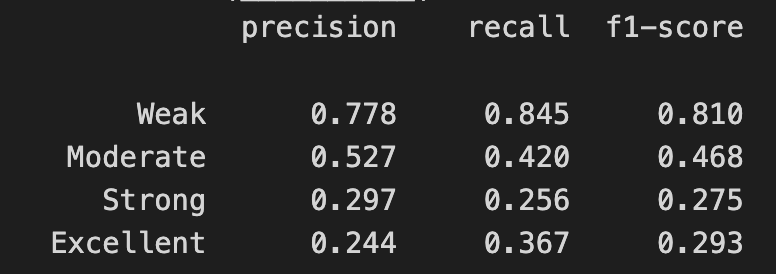 precision recall f1-score
Weak 0.778 0.845 0.810
Moderate 0.527 0.420 0.468
Strong 0.297 0.256 0.275
Excellent 0.244 0.367 0.293